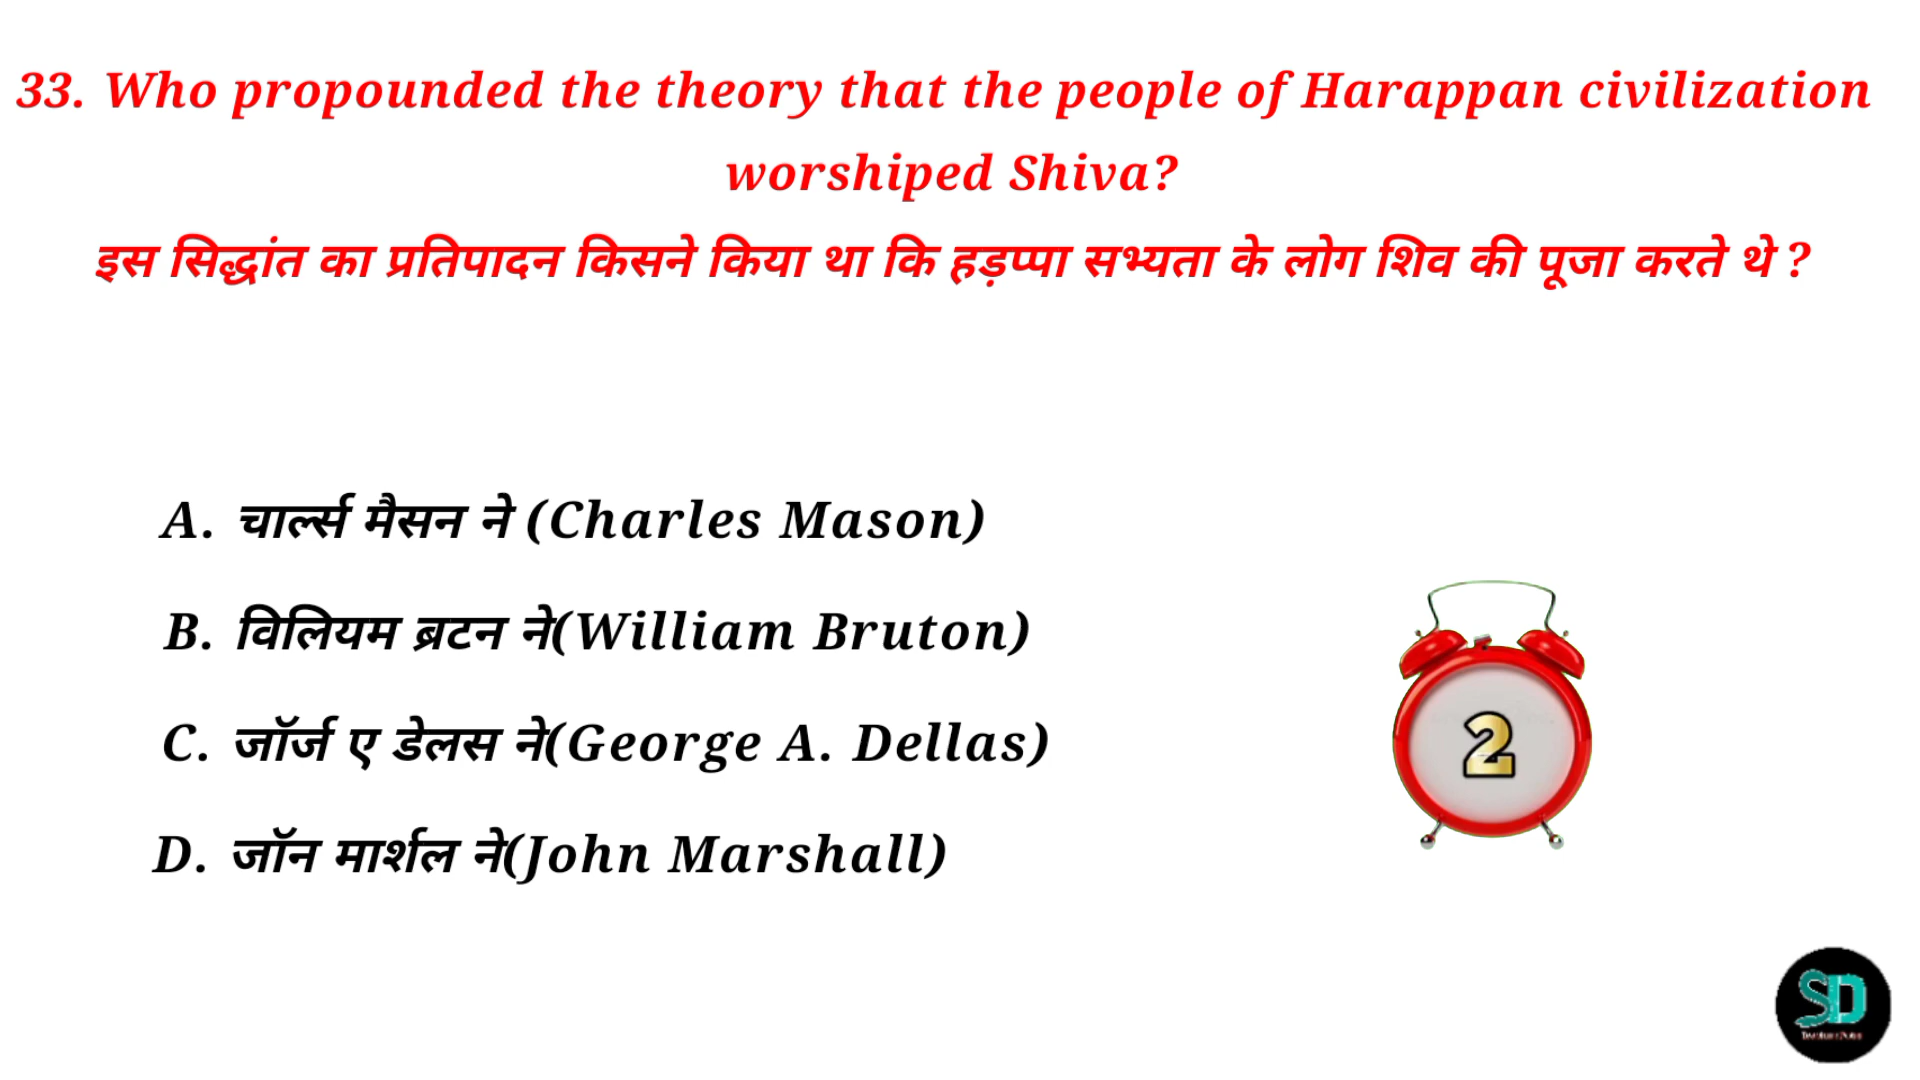 33. Who propounded the theory that the people of Harappan civilization
worshiped Shiva?
इस सिद्धांत का प्रतिपादन किसने किया था कि हड़प्पा सभ्यता के लोग शिव की पूजा करते थे ?
A. चार्ल्स मैसन ने (Charles Mason)
B. विलियम ब्रटन ने(William Bruton)
C. जॉर्ज ए डेलस ने(George A. Dellas)
2
D. जॉन मार्शल ने(John Marshall)
SD